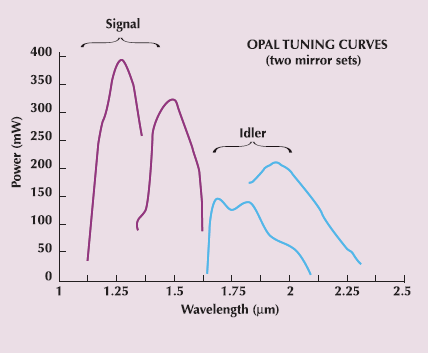 Signal
OPAL TUNING CURVES
(two mirror sets)
Idler
Power (mW)
400
350
300
250
200
150
100
50
0
1 1.25 1.5 1.75 2 2.25 2.5
Wavelength (μm)